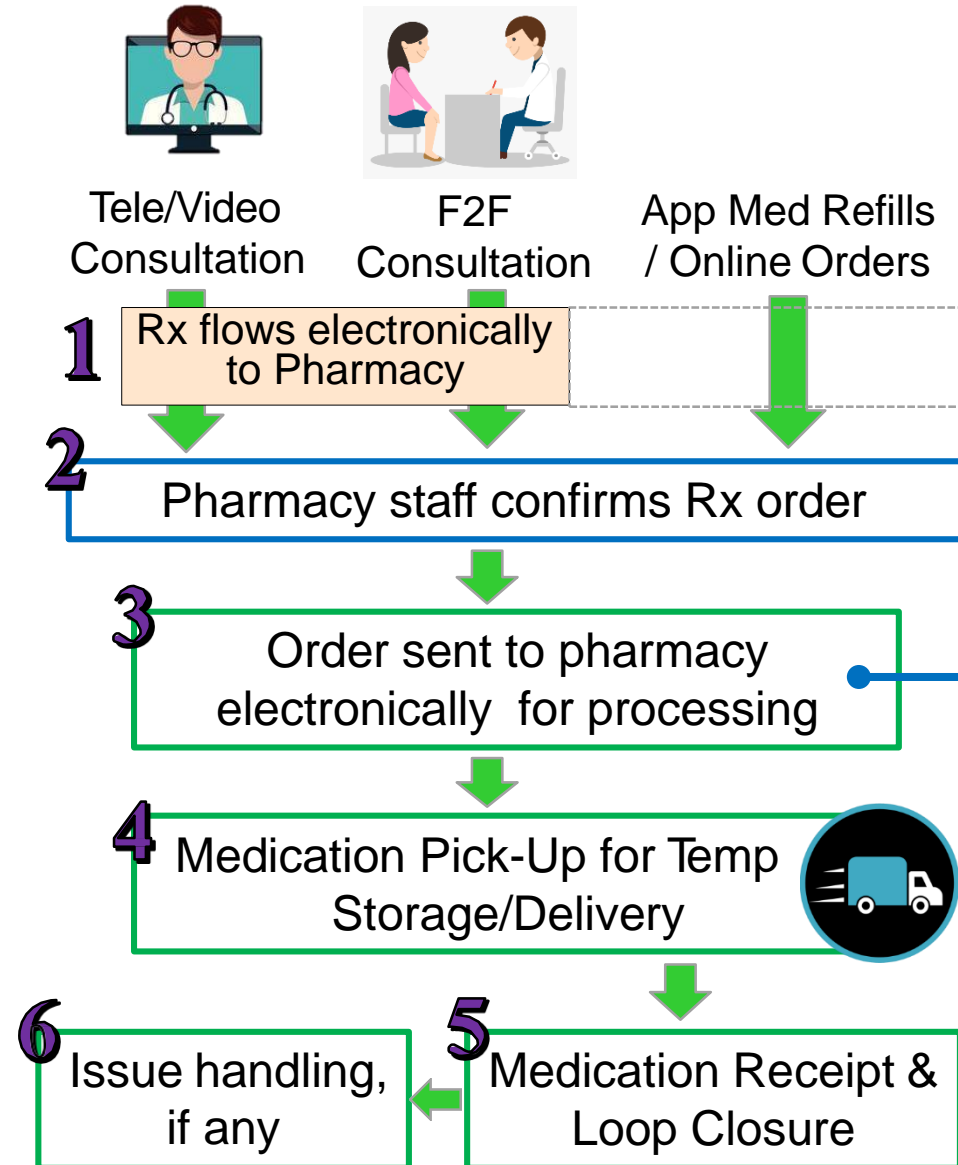 Tele/Video
Consultation
F2F
Consultation
App Med Refills
/ Online Orders
1
Rx flows electronically
to Pharmacy
2
Pharmacy staff confirms Rx order
3
Order sent to pharmacy
electronically for processing
4
Medication Pick-Up for Temp
Storage/Delivery
5
Medication Receipt &
Loop Closure
6
Issue handling,
if any